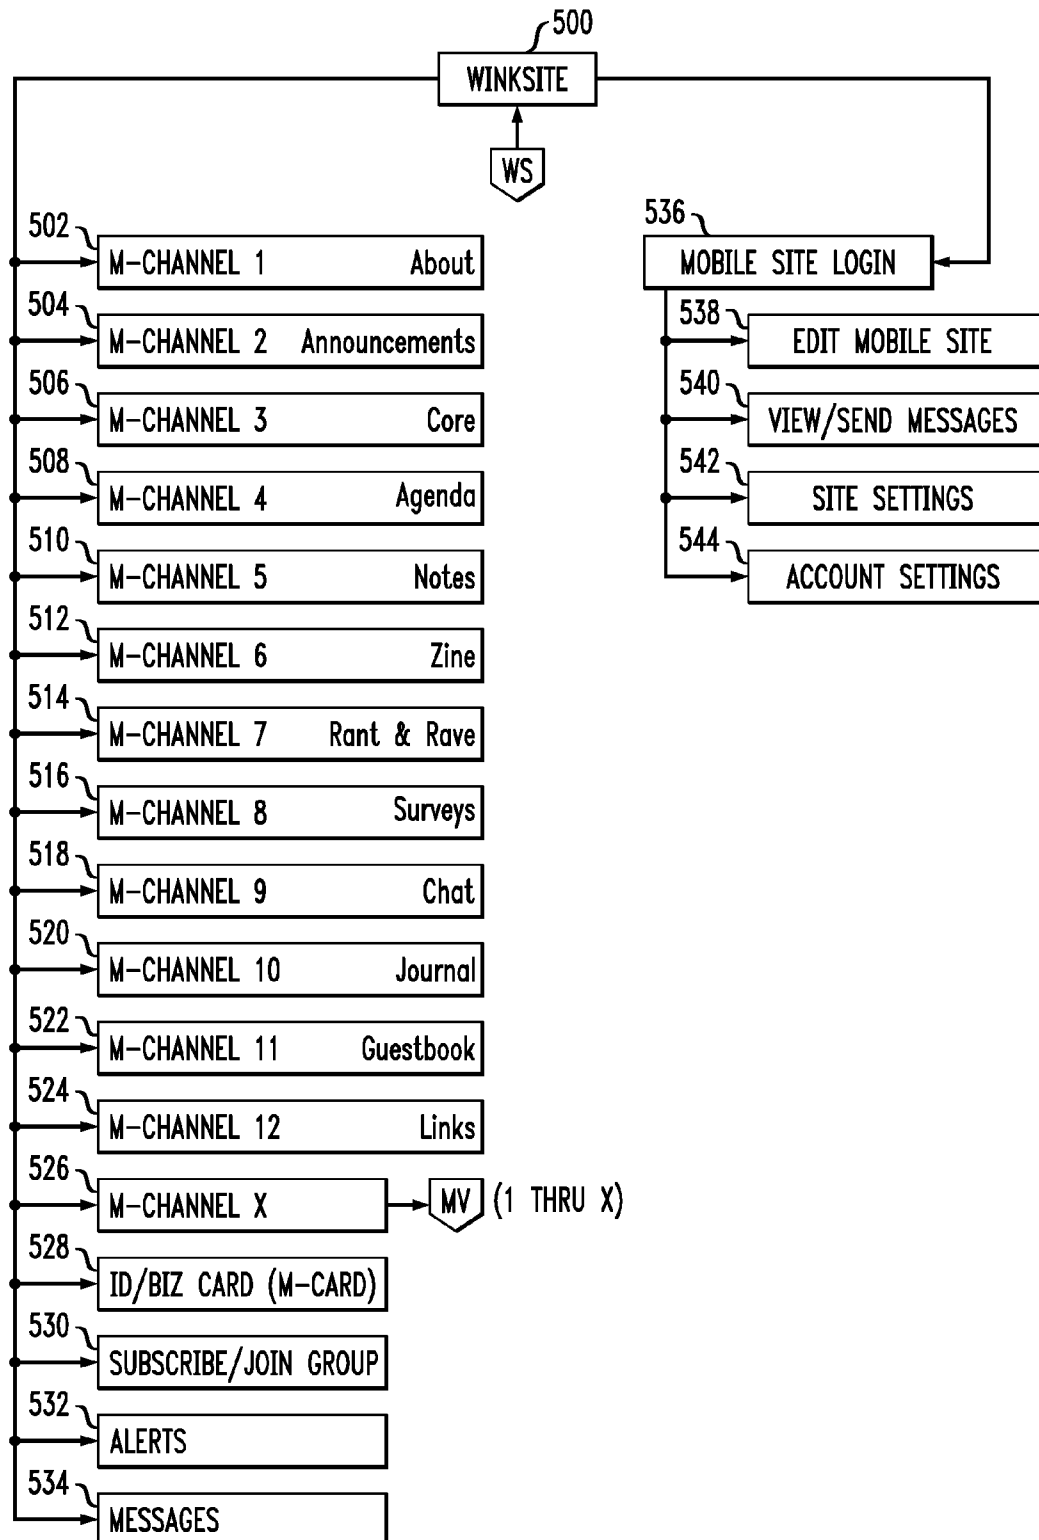 500
WINKSITE
WS
502
M-CHANNEL 1 About
504
M-CHANNEL 2 Announcements
506
M-CHANNEL 3 Core
508
M-CHANNEL 4 Agenda
510
M-CHANNEL 5 Notes
512
M-CHANNEL 6 Zine
514
M-CHANNEL 7 Rant & Rave
516
M-CHANNEL 8 Surveys
518
M-CHANNEL 9 Chat
520
M-CHANNEL 10 Journal
522
M-CHANNEL 11 Guestbook
524
M-CHANNEL 12 Links
526
M-CHANNEL X MV (1 THRU X)
528
ID/BIZ CARD (M-CARD)
530
SUBSCRIBE/JOIN GROUP
532
ALERTS
534
MESSAGES
536
MOBILE SITE LOGIN
538
EDIT MOBILE SITE
540
VIEW/SEND MESSAGES
542
SITE SETTINGS
544
ACCOUNT SETTINGS